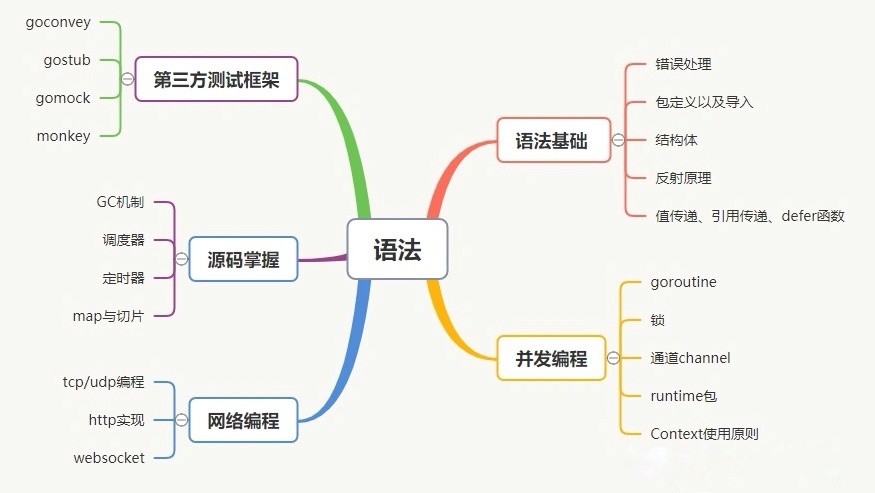 语法
语法基础
错误处理
包定义以及导入
结构体
反射原理
值传递、引用传递、defer函数
并发编程
goroutine
锁
通道channel
runtime包
Context使用原则
第三方测试框架
goconvey
gostub
gomock
monkey
源码掌握
GC机制
调度器
定时器
map与切片
网络编程
tcp/udp编程
http实现
websocket